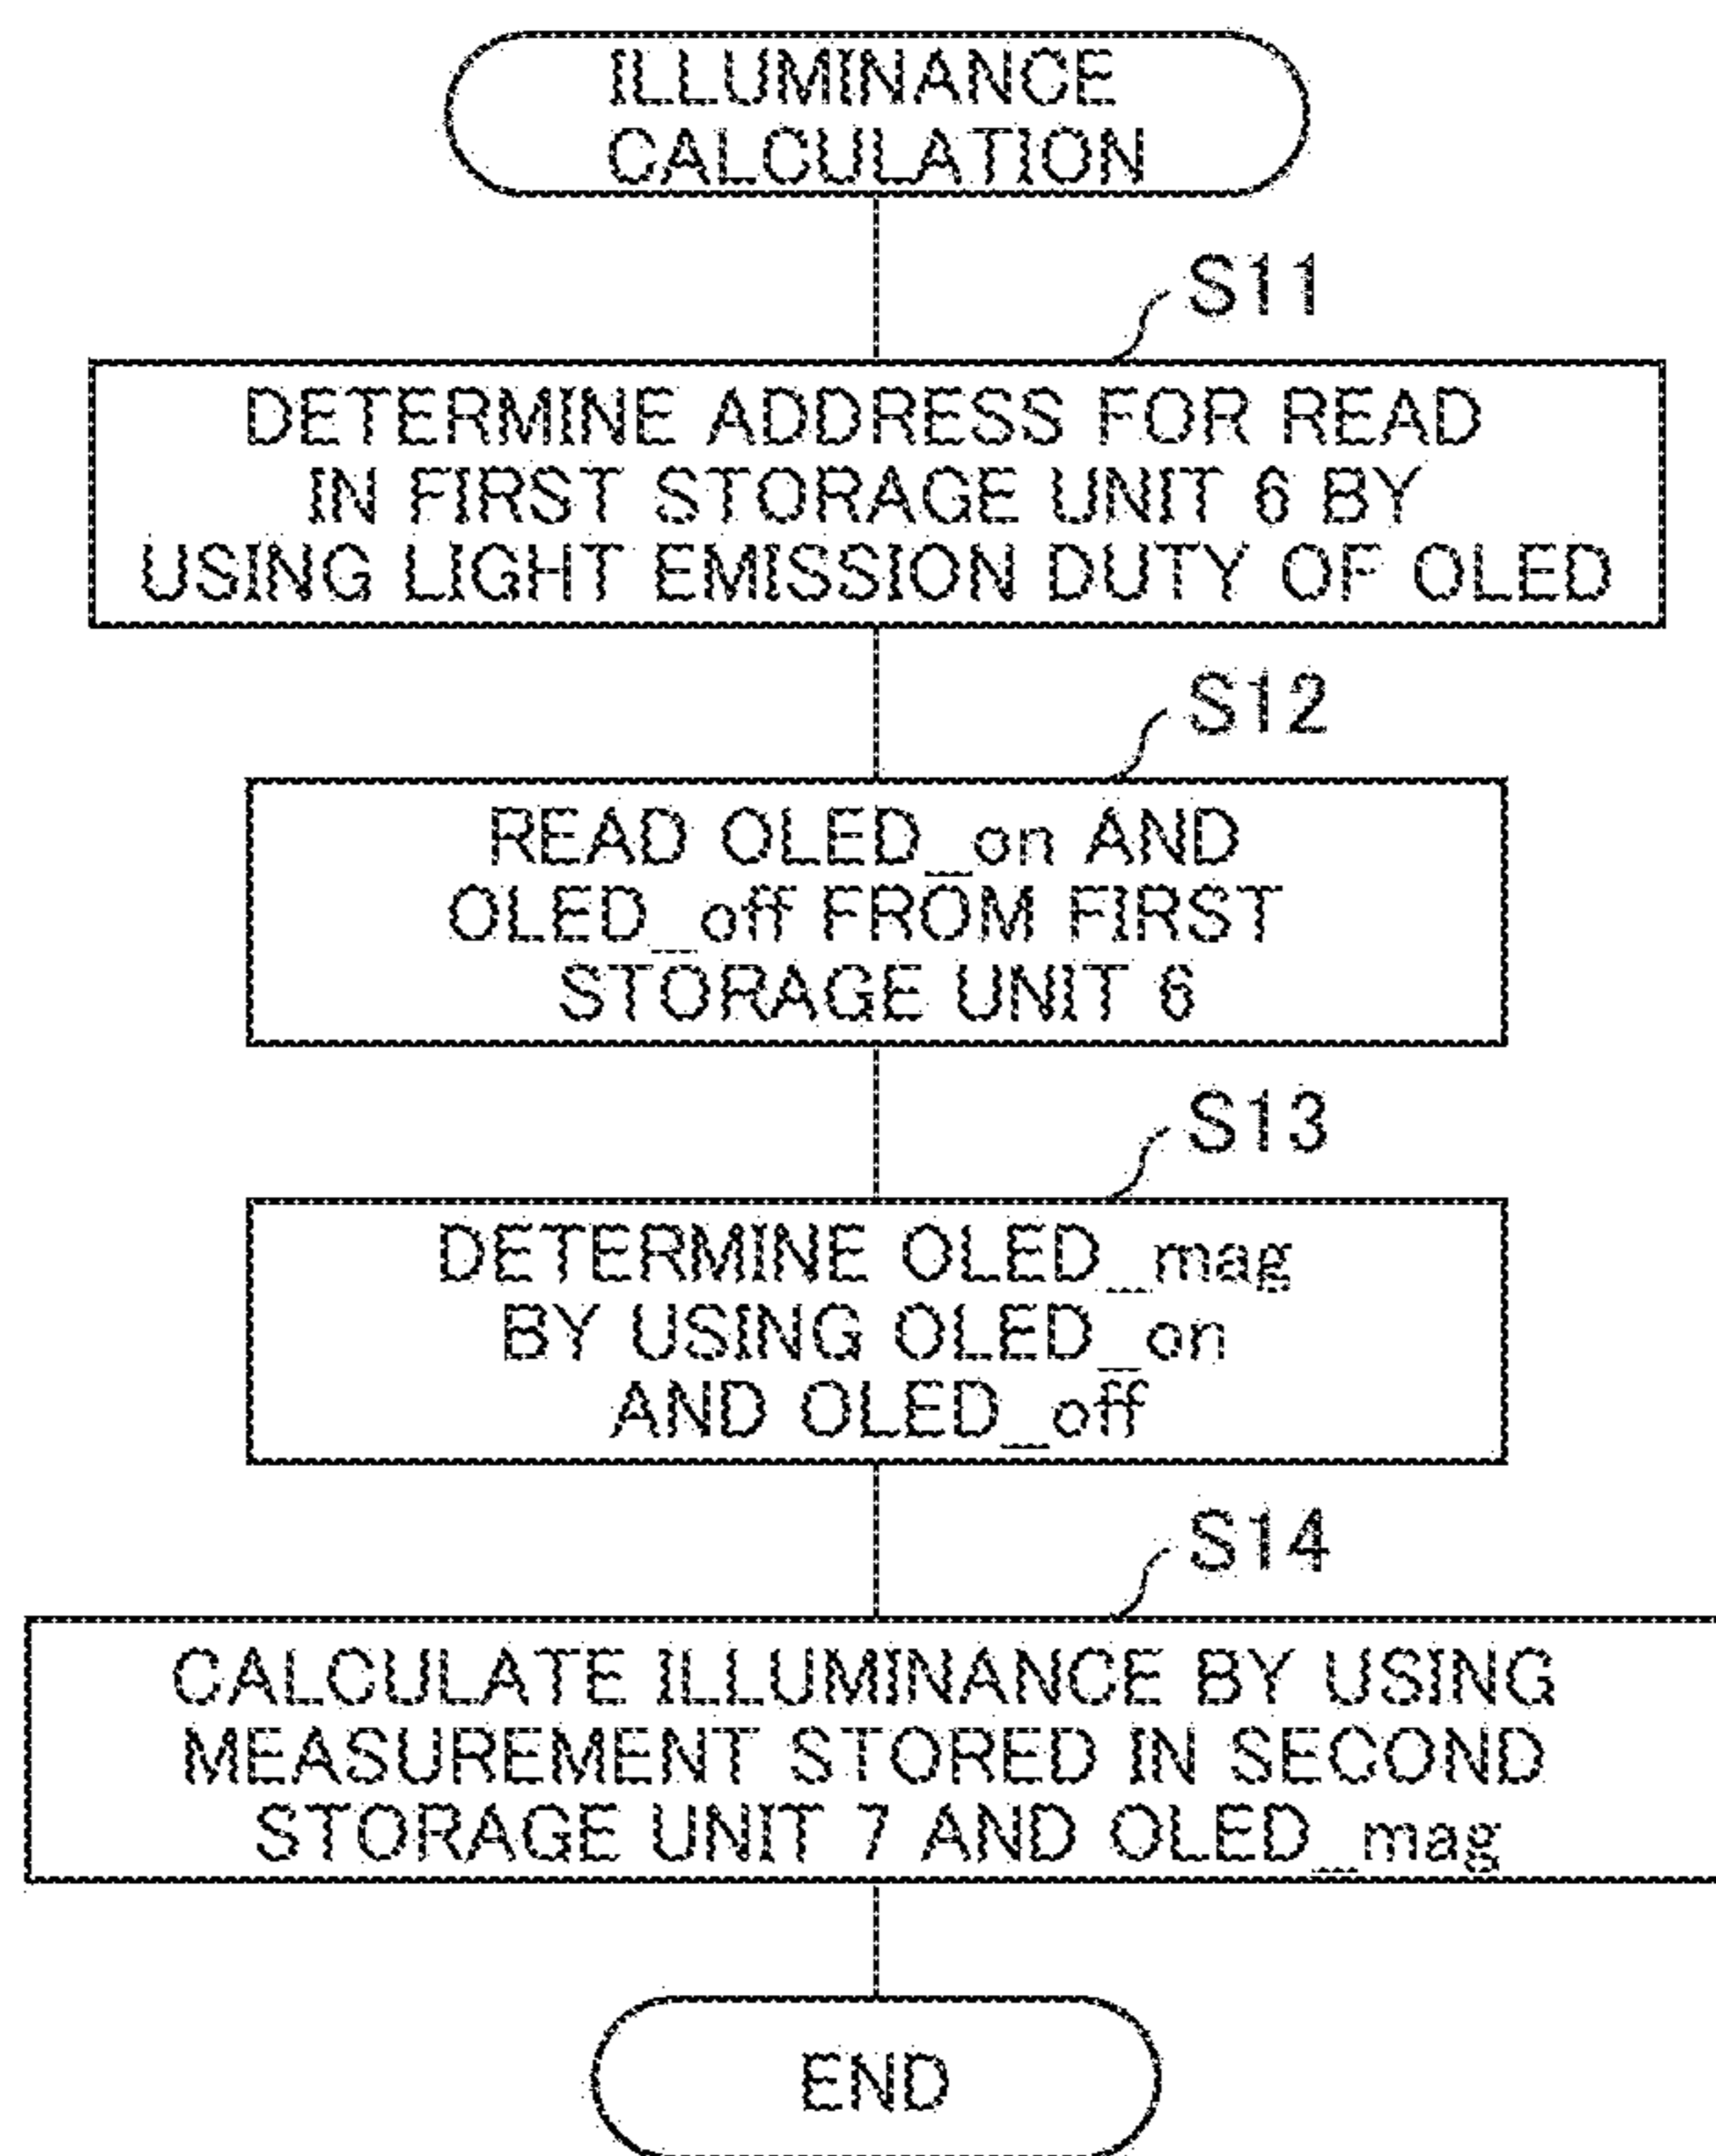 ILLUMINANCE
CALCULATION
S11
DETERMINE ADDRESS FOR READ
IN FIRST STORAGE UNIT 6 BY
USING LIGHT EMISSION DUTY OF OLED
S12
READ OLED_on AND
OLED_off FROM FIRST
STORAGE UNIT 6
S13
DETERMINE OLED_mag
BY USING OLED_on
AND OLED_off
S14
CALCULATE ILLUMINANCE BY USING
MEASUREMENT STORED IN SECOND
STORAGE UNIT 7 AND OLED_mag
END